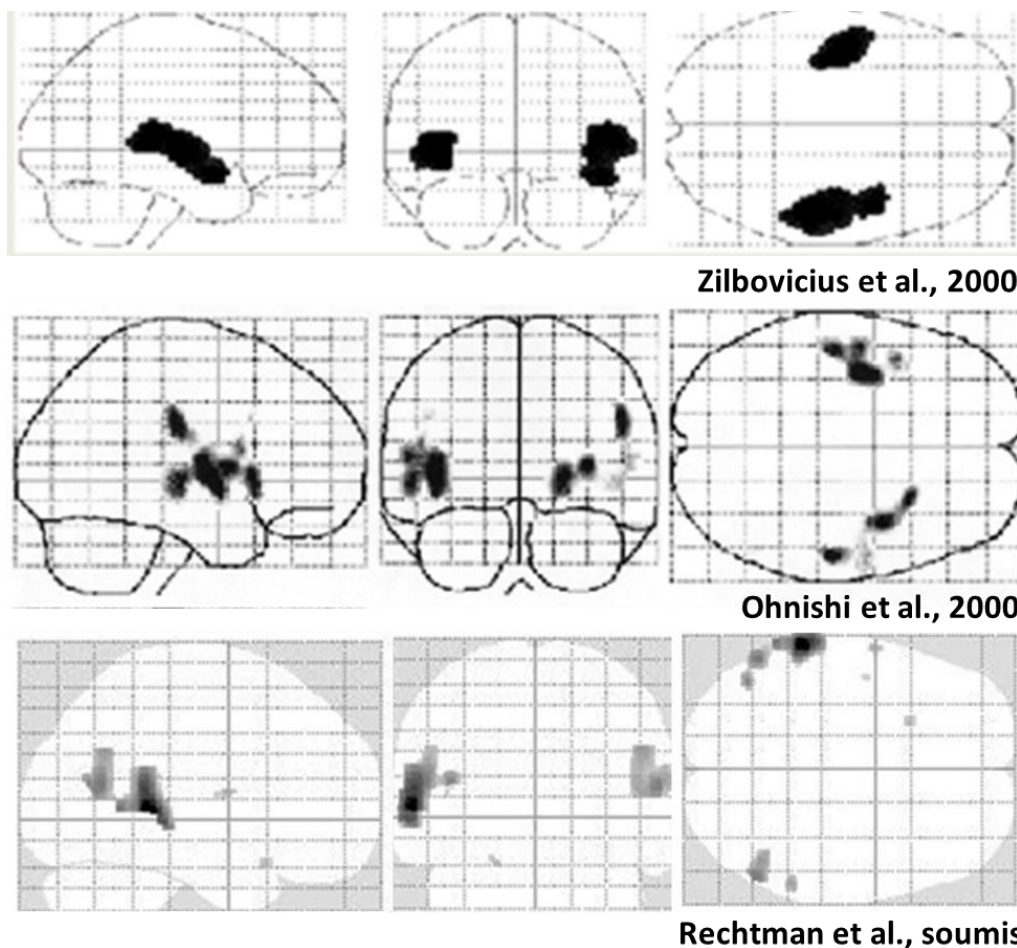 Zilbovicius et al., 2000
Ohnishi et al., 2000
Rechtman et al., soumis